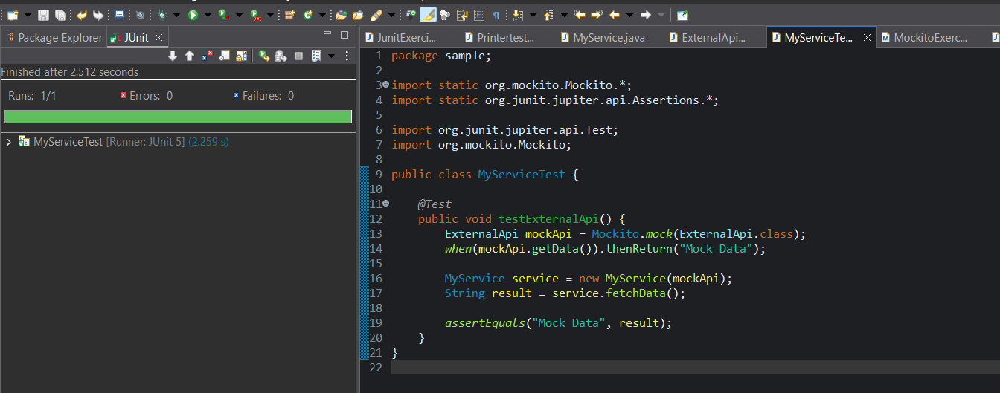 Package Explorer
JUnit
Finished after 2.512 seconds
Runs: 1/1
Errors: 0
Failures: 0
MyServiceTest [Runner: JUnit 5] (2.259 s)
JunitExerci...
Printertest...
MyService.java
ExternalApi...
MyServiceTe...
MockitoExerc...
1 package sample;
2
3 import static org.mockito.Mockito.*;
4 import static org.junit.jupiter.api.Assertions.*;
5
6 import org.junit.jupiter.api.Test;
7 import org.mockito.Mockito;
8
9 public class MyServiceTest {
10
11     @Test
12     public void testExternalApi() {
13         ExternalApi mockApi = Mockito.mock(ExternalApi.class);
14         when(mockApi.getData()).thenReturn("Mock Data");
15
16         MyService service = new MyService(mockApi);
17         String result = service.fetchData();
18
19         assertEquals("Mock Data", result);
20     }
21 }
22